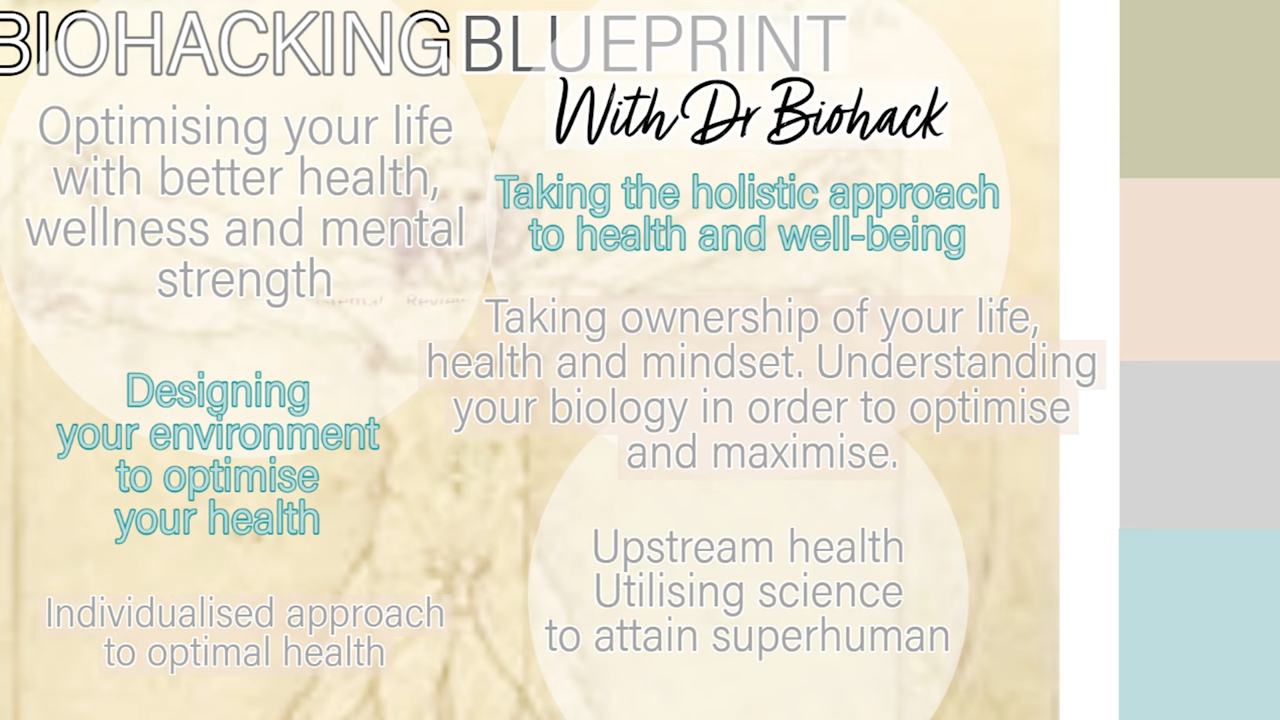 BIOHACKING BLUEPRINT
With Dr Biohack
Optimising your life
with better health,
wellness and mental
strength
Taking the holistic approach
to health and well-being
Taking ownership of your life,
health and mindset. Understanding
your biology in order to optimise
and maximise.
Designing
your environment
to optimise
your health
Upstream health
Utilising science
to attain superhuman
Individualised approach
to optimal health